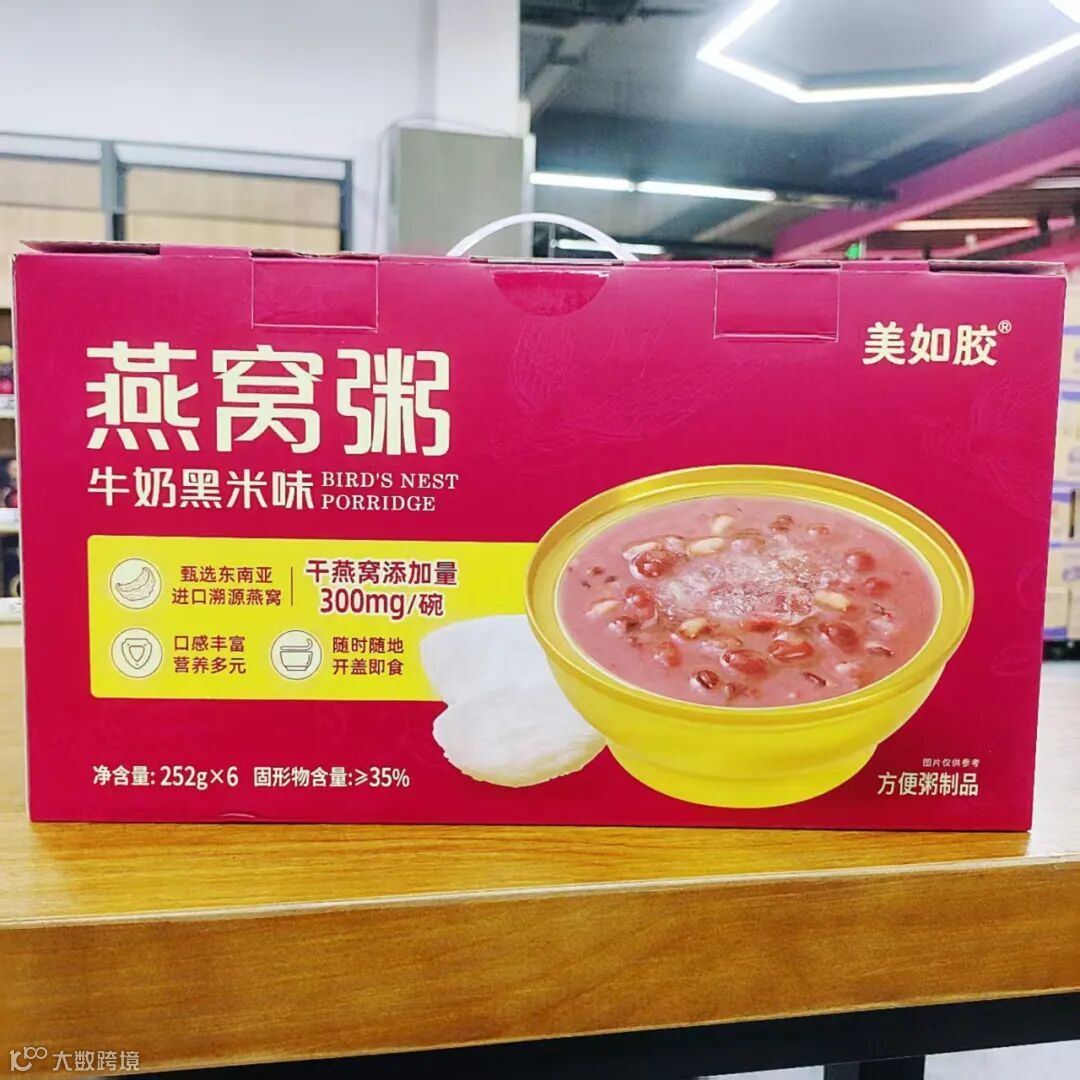 美如胶®
燕窝粥
牛奶黑米味
BIRD'S NEST
PORRIDGE
甄选东南亚
进口溯源燕窝
干燕窝添加量
300mg/碗
口感丰富
营养多元
随时随地
开盖即食
净含量: 252g×6 固形物含量:≥35%
图片仅供参考
方便粥制品
大数跨境